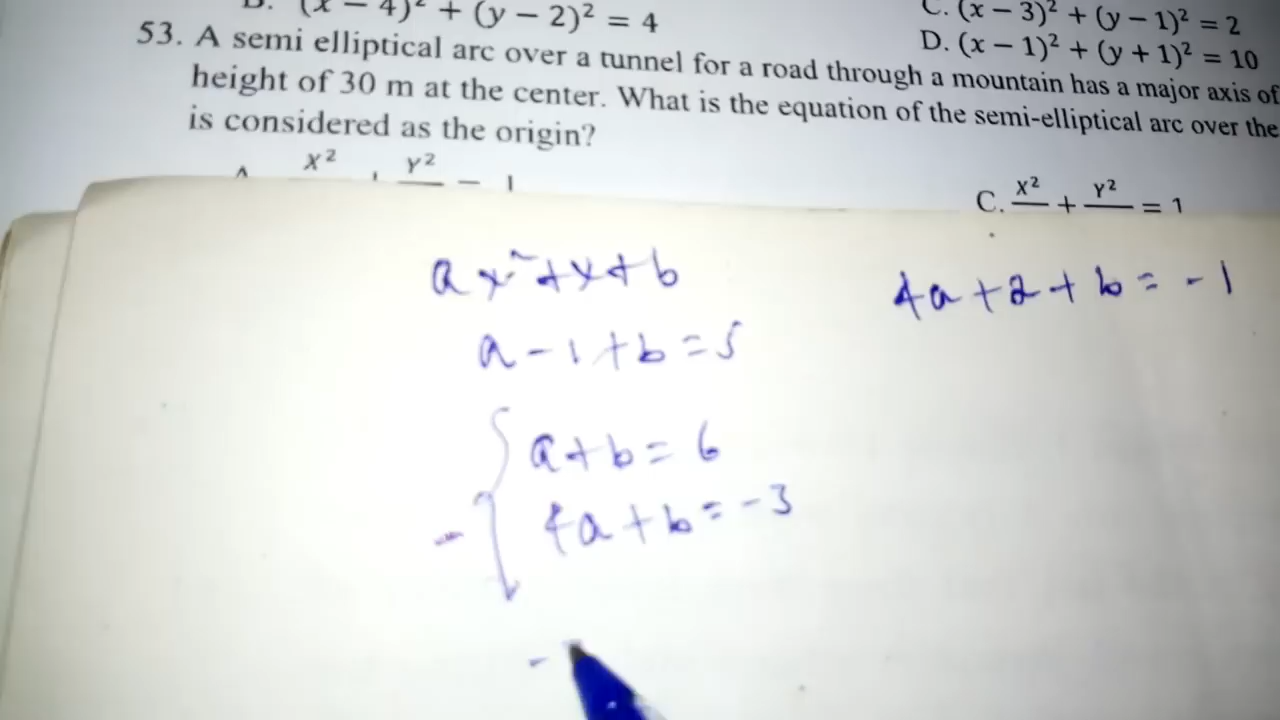 B. (x − 4)² + (y − 2)² = 4
C. (x − 3)² + (y − 1)² = 2
D. (x − 1)² + (y + 1)² = 10
53. A semi elliptical arc over a tunnel for a road through a mountain has a major axis of
height of 30 m at the center. What is the equation of the semi-elliptical arc over the
is considered as the origin?
A X² + Y² = 1
C. X² + Y² = 1
ax² + x + b
4a + 2 + b = -1
a - 1 + b = 5
a + b = 6
- 4a + b = -3
-